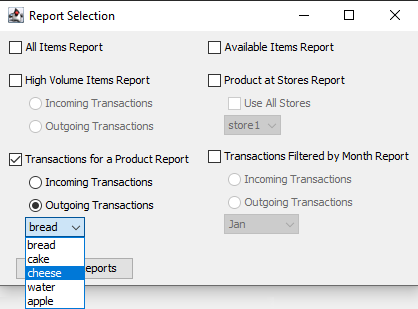 Report Selection
All Items Report
Available Items Report
High Volume Items Report
Product at Stores Report
Incoming Transactions
Use All Stores
Outgoing Transactions
store1
Transactions for a Product Report
Transactions Filtered by Month Report
Incoming Transactions
Incoming Transactions
Outgoing Transactions
Outgoing Transactions
bread
Jan
bread
cake
cheese
eports
water
apple